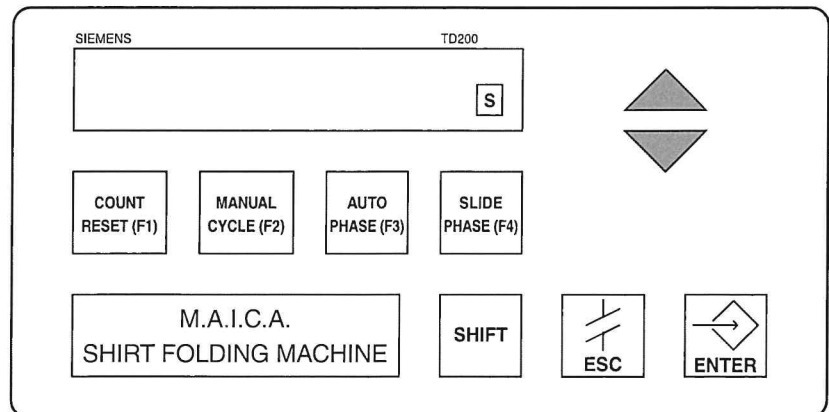 SIEMENS TD200
S
COUNT
RESET (F1)
MANUAL
CYCLE (F2)
AUTO
PHASE (F3)
SLIDE
PHASE (F4)
M.A.I.C.A.
SHIRT FOLDING MACHINE
SHIFT
ESC
ENTER